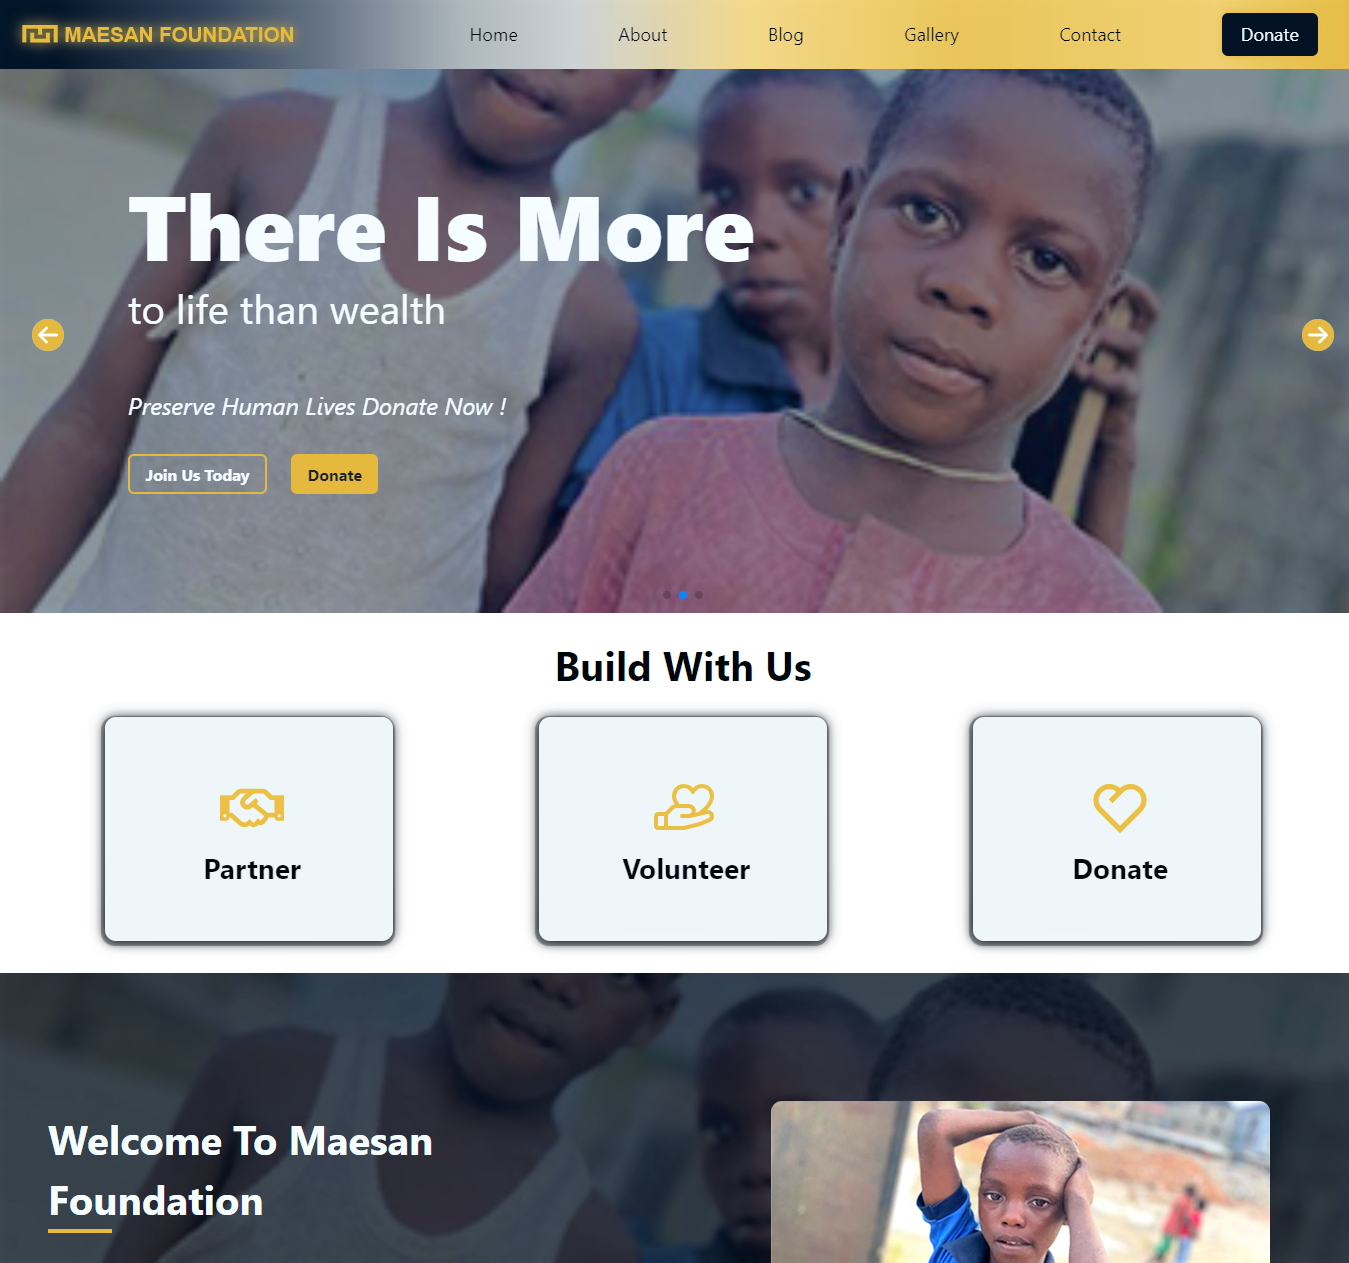 MAESAN FOUNDATION
Home
About
Blog
Gallery
Contact
Donate
There Is More
to life than wealth
Preserve Human Lives Donate Now !
Join Us Today
Donate
Build With Us
Partner
Volunteer
Donate
Welcome To Maesan
Foundation